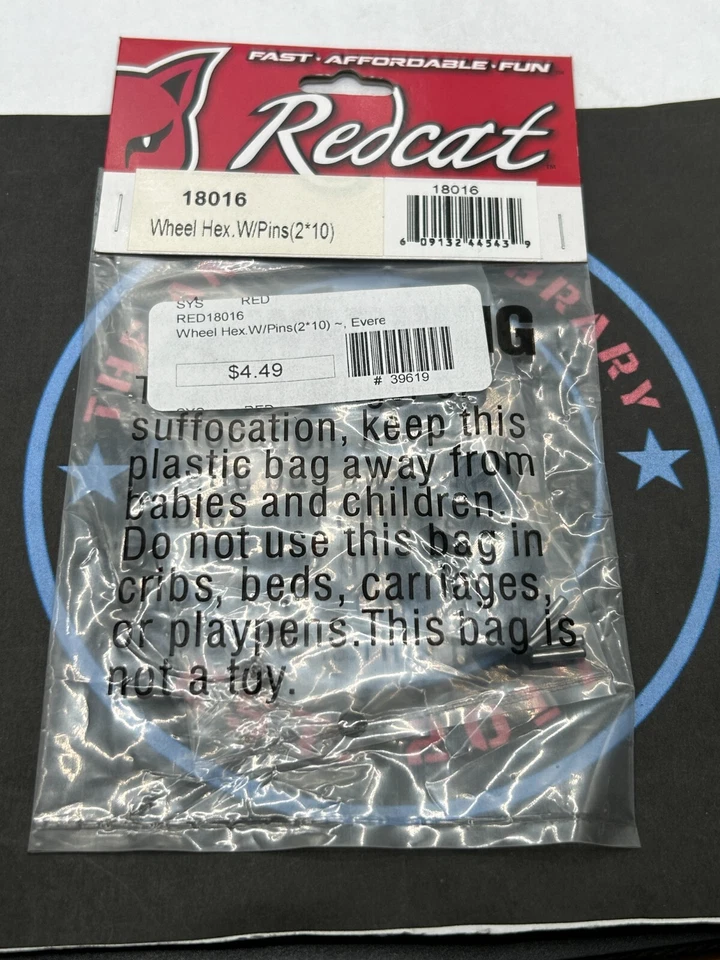 FAST · AFFORDABLE · FUN
Redcat
18016
Wheel Hex.W/Pins(2*10)
18016
6 09132 44543 9
SYS RED
RED18016
Wheel Hex.W/Pins(2*10) ~, Evere
$4.49
# 39619
suffocation, keep this
plastic bag away from
babies and children.
Do not use this bag in
cribs, beds, carriages,
or playpens.This bag is
not a toy.